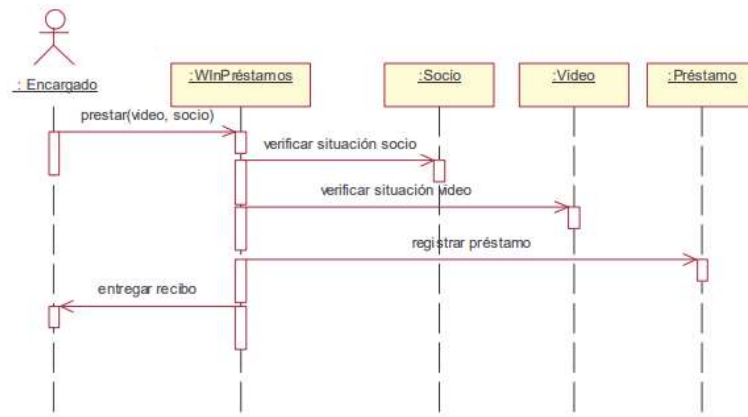 : Encargado
:WInPréstamos
:Socio
:Video
:Préstamo
prestar(video, socio)
verificar situación socio
verificar situación video
registrar préstamo
entregar recibo